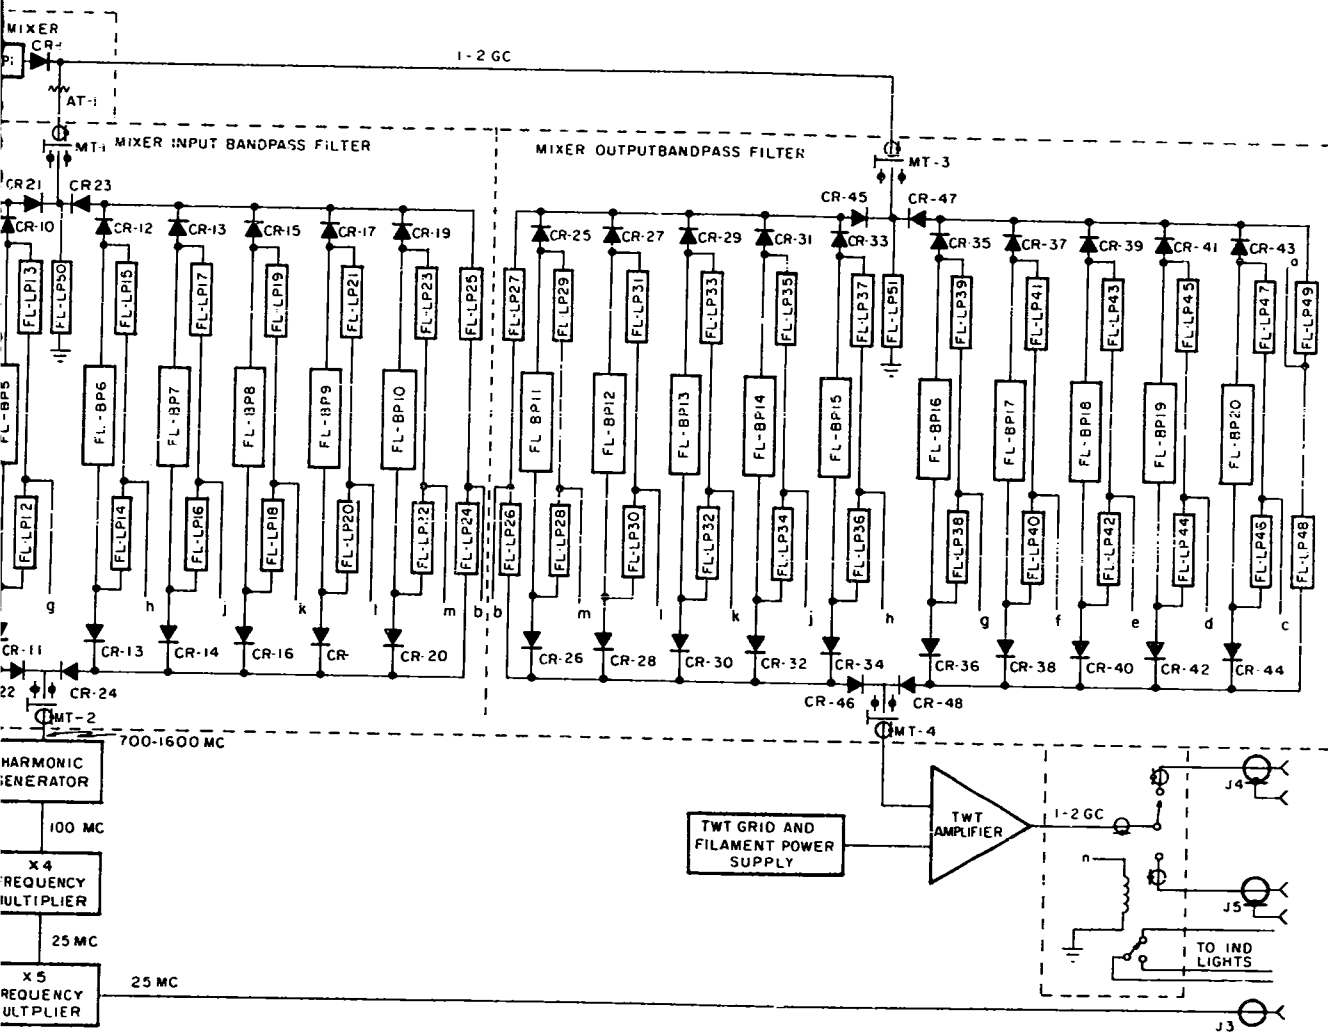 MIXER
CR-1
1-2 GC
AT-1
MT-1
MIXER INPUT BANDPASS FILTER
MIXER OUTPUTBANDPASS FILTER
MT-3
CR21
CR23
CR-45
CR-47
CR-10
CR-12
CR-13
CR-15
CR-17
CR-19
CR-25
CR-27
CR-29
CR-31
CR-33
CR-35
CR-37
CR-39
CR-41
CR-43
a
FL-LP13
FL-LP50
FL-LP15
FL-LP17
FL-LP19
FL-LP21
FL-LP23
FL-LP25
FL-LP27
FL-LP29
FL-LP31
FL-LP33
FL-LP35
FL-LP37
FL-LP51
FL-LP39
FL-LP41
FL-LP43
FL-LP45
FL-LP47
FL-LP49
FL-BP5
FL-BP6
FL-BP7
FL-BP8
FL-BP9
FL-BP10
FL BP11
FL-BP12
FL-BP13
FL-BP14
FL-BP15
FL-BP16
FL-BP17
FL-BP18
FL-BP19
FL-BP20
FL-LP12
FL-LP14
FL-LP16
FL-LP18
FL-LP20
FL-LP22
FL-LP24
FL-LP26
FL-LP28
FL-LP30
FL-LP32
FL-LP34
FL-LP36
FL-LP38
FL-LP40
FL-LP42
FL-LP44
FL-LP46
FL-LP48
g h j k l m b b m l k j h g f e d c
CR-11
CR-13
CR-14
CR-16
CR-
CR-20
CR-26
CR-28
CR-30
CR-32
CR-34
CR-36
CR-38
CR-40
CR-42
CR-44
22
CR-24
CR-46
CR-48
MT-2
MT-4
700-1600 MC
HARMONIC
GENERATOR
100 MC
X4
FREQUENCY
MULTIPLIER
25 MC
X5
REQUENCY
ULTPLIER
25 MC
TWT GRID AND
FILAMENT POWER
SUPPLY
TWT
AMPLIFIER
1-2 GC
n
J4
J5
TO IND
LIGHTS
J3